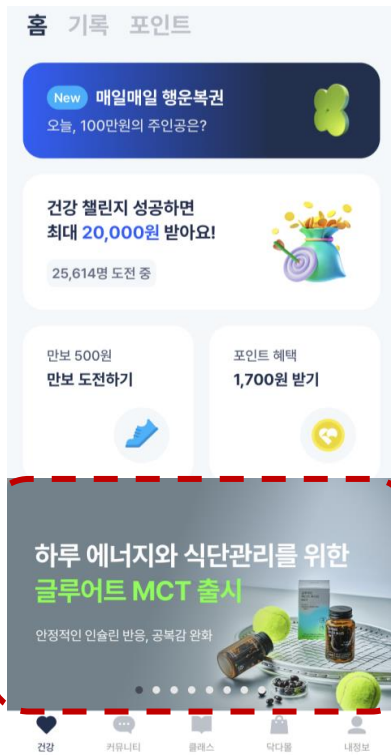 홈 기록 포인트
New 매일매일 행운복권
오늘, 100만원의 주인공은?
건강 챌린지 성공하면
최대 20,000원 받아요!
25,614명 도전 중
만보 500원
만보 도전하기
포인트 혜택
1,700원 받기
하루 에너지와 식단관리를 위한
글루어트 MCT 출시
안정적인 인슐린 반응, 공복감 완화
건강 커뮤니티 클래스 닥다몰 내정보